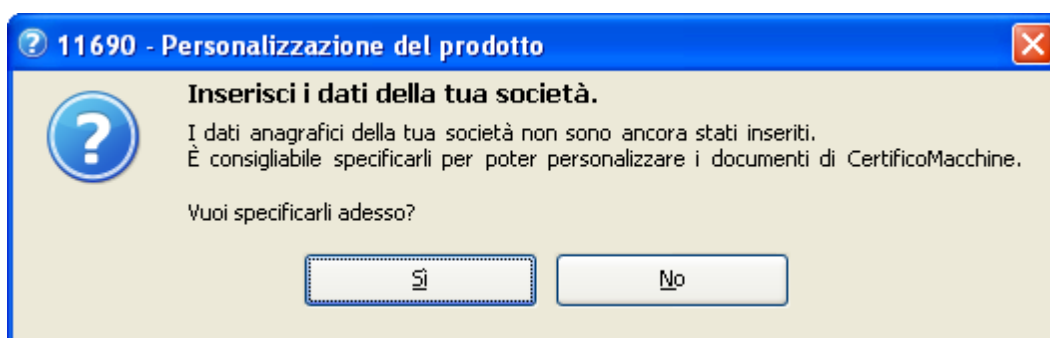 11690 - Personalizzazione del prodotto
Inserisci i dati della tua società.
I dati anagrafici della tua società non sono ancora stati inseriti.
È consigliabile specificarli per poter personalizzare i documenti di CertificoMacchine.
Vuoi specificarli adesso?
Sì
No